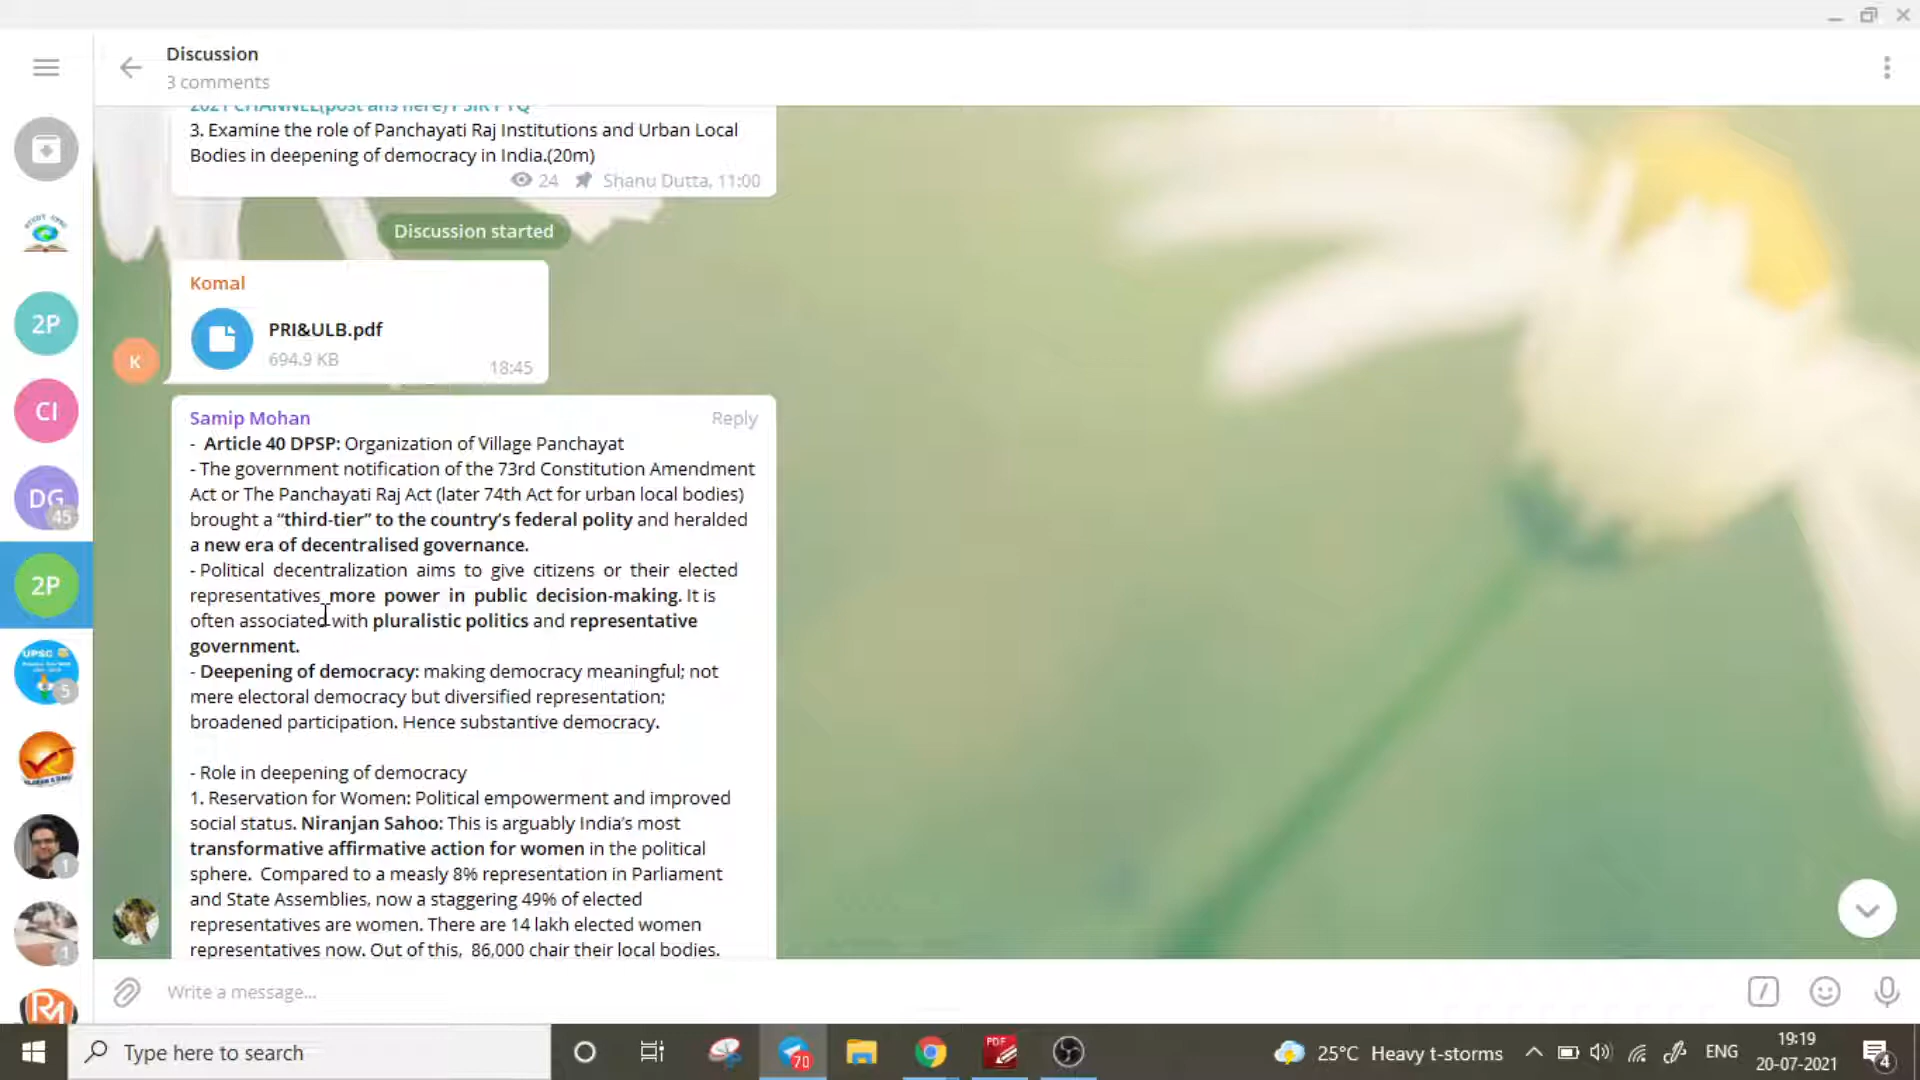 Discussion
3 comments
2021 CHANNEL(post ans here) PSIR PYQ
3. Examine the role of Panchayati Raj Institutions and Urban Local
Bodies in deepening of democracy in India.(20m)
24 Shanu Dutta, 11:00
Discussion started
Komal
PRI&ULB.pdf
694.9 KB
18:45
K
Samip Mohan
Reply
- Article 40 DPSP: Organization of Village Panchayat
- The government notification of the 73rd Constitution Amendment
Act or The Panchayati Raj Act (later 74th Act for urban local bodies)
brought a “third-tier” to the country’s federal polity and heralded
a new era of decentralised governance.
- Political decentralization aims to give citizens or their elected
representatives more power in public decision-making. It is
often associated with pluralistic politics and representative
government.
- Deepening of democracy: making democracy meaningful; not
mere electoral democracy but diversified representation;
broadened participation. Hence substantive democracy.
- Role in deepening of democracy
1. Reservation for Women: Political empowerment and improved
social status. Niranjan Sahoo: This is arguably India’s most
transformative affirmative action for women in the political
sphere. Compared to a measly 8% representation in Parliament
and State Assemblies, now a staggering 49% of elected
representatives are women. There are 14 lakh elected women
representatives now. Out of this, 86,000 chair their local bodies.
2P
CI
DG
45
2P
UPSC
5
1
1
RM
Write a message...
Type here to search
70
PDF
25°C Heavy t-storms
ENG
19:19
20-07-2021
4